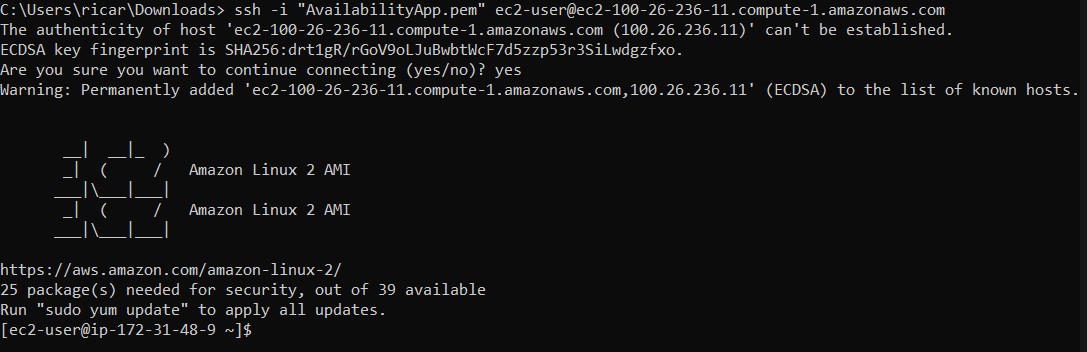 C:\Users\ricar\Downloads> ssh -i "AvailabilityApp.pem" ec2-user@ec2-100-26-236-11.compute-1.amazonaws.com
The authenticity of host 'ec2-100-26-236-11.compute-1.amazonaws.com (100.26.236.11)' can't be established.
ECDSA key fingerprint is SHA256:drt1gR/rGoV9oLJuBwbtWcF7d5zzp53r3SiLwdgzfxo.
Are you sure you want to continue connecting (yes/no)? yes
Warning: Permanently added 'ec2-100-26-236-11.compute-1.amazonaws.com,100.26.236.11' (ECDSA) to the list of known hosts.

       __|  __|_  )
       _|  (     /   Amazon Linux 2 AMI
      ___|\___|___|
       _|  (     /   Amazon Linux 2 AMI
      ___|\___|___|

https://aws.amazon.com/amazon-linux-2/
25 package(s) needed for security, out of 39 available
Run "sudo yum update" to apply all updates.
[ec2-user@ip-172-31-48-9 ~]$